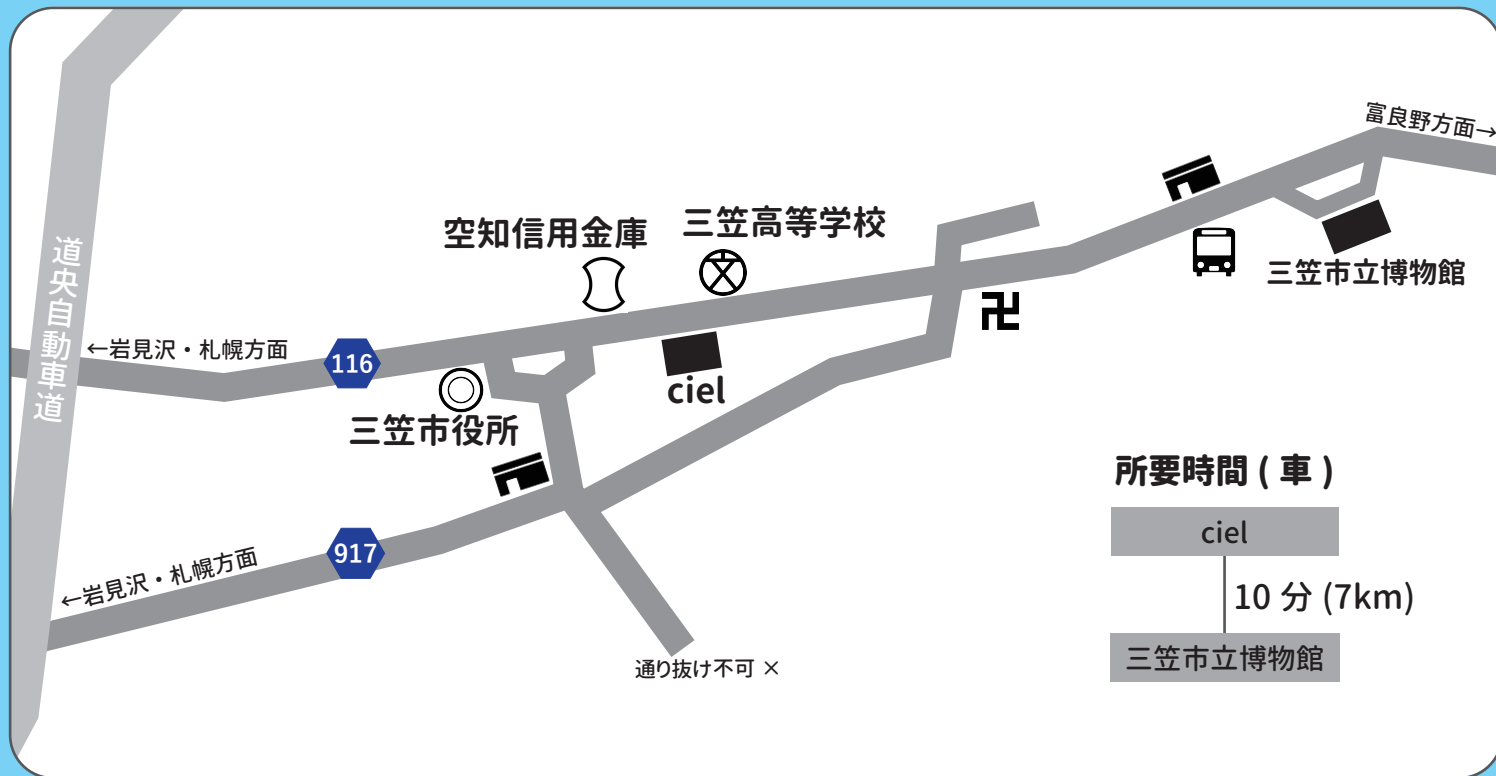 富良野方面→
空知信用金庫
三笠高等学校
三笠市立博物館
道央自動車道
←岩見沢・札幌方面
116
ciel
三笠市役所
所要時間 ( 車 )
ciel
10 分 (7km)
三笠市立博物館
917
←岩見沢・札幌方面
通り抜け不可 ×